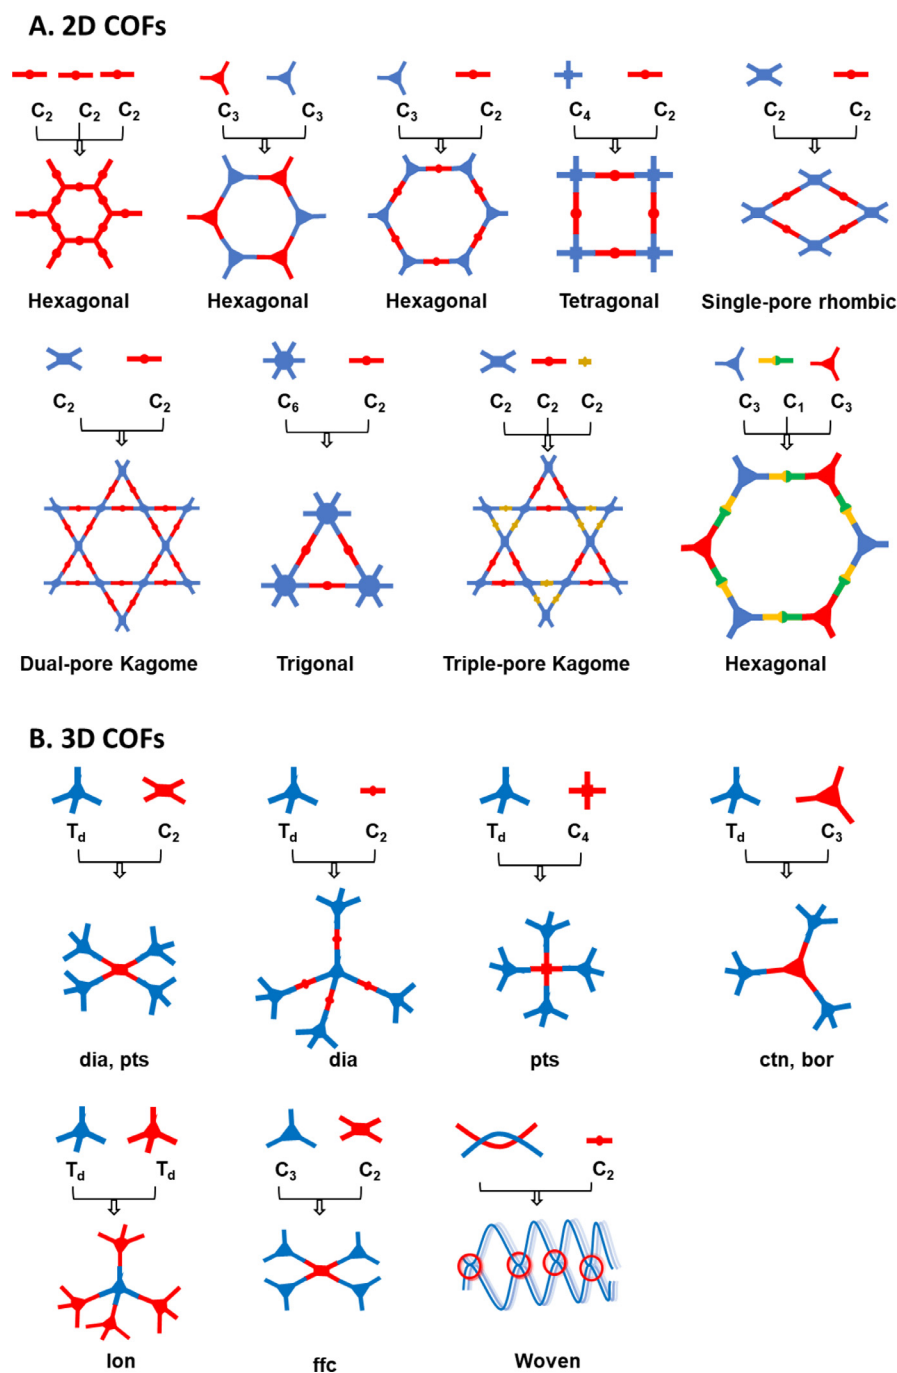 A. 2D COFs
C2 C2 C2 C3 C3 C3 C2 C4 C2 C2 C2
Hexagonal Hexagonal Hexagonal Tetragonal Single-pore rhombic
C2 C2 C6 C2 C2 C2 C2 C3 C1 C3
Dual-pore Kagome Trigonal Triple-pore Kagome Hexagonal
B. 3D COFs
Td C2 Td C2 Td C4 Td C3
dia, pts dia pts ctn, bor
Td Td C3 C2 C2
lon ffc Woven